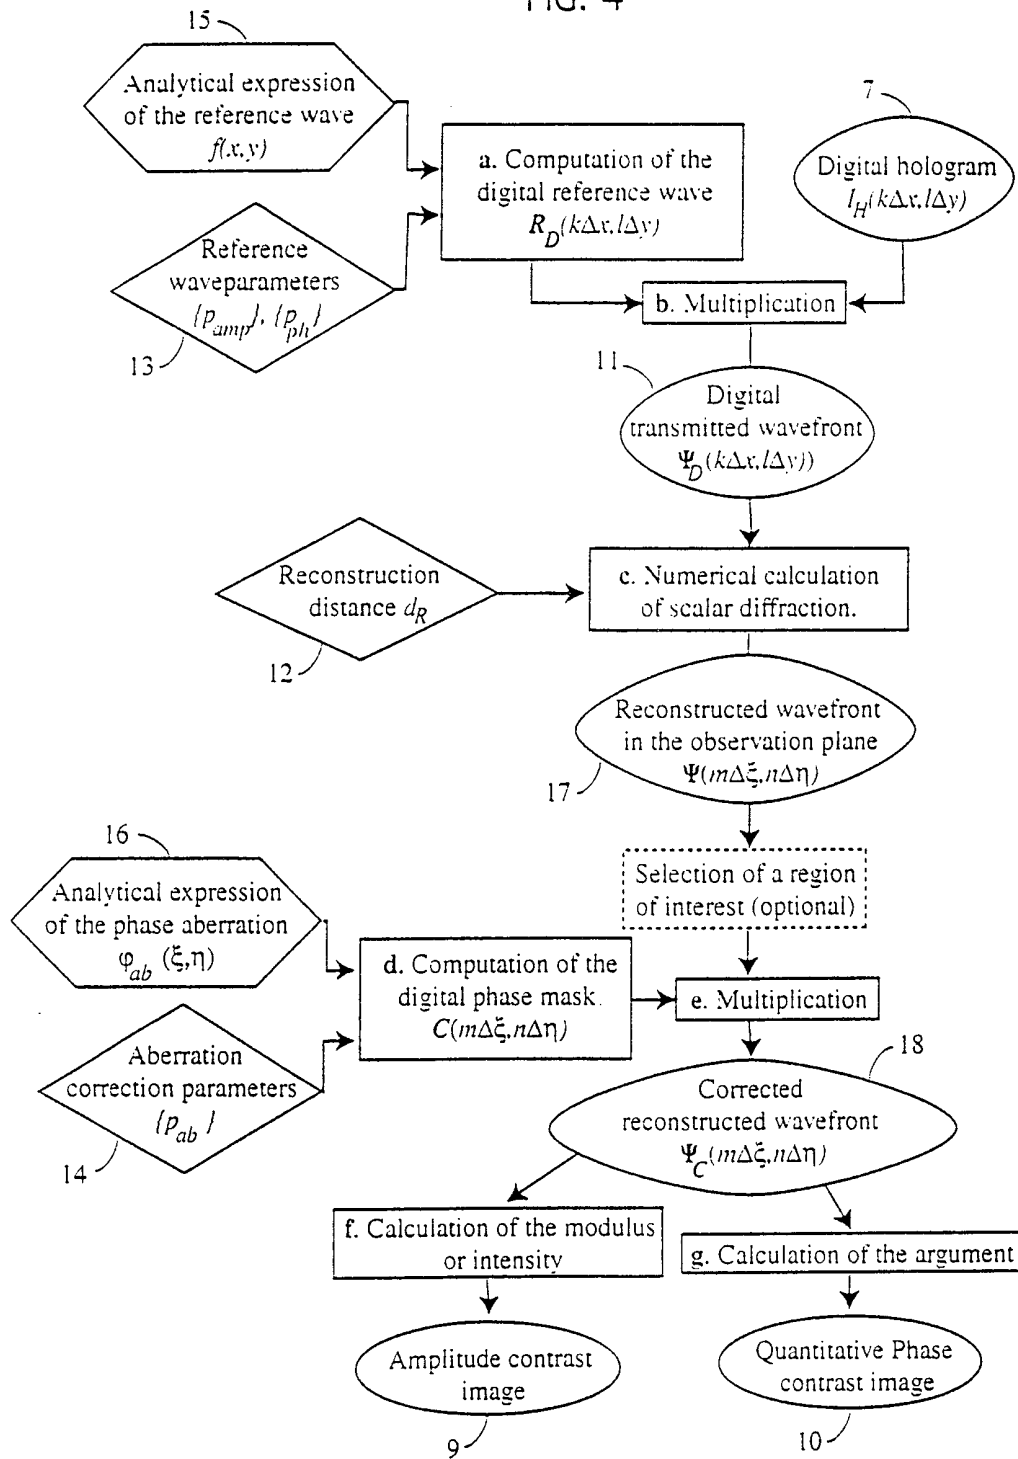 FIG. 4
15
Analytical expression
of the reference wave
f(x,y)
7
a. Computation of the
digital reference wave
R_D(kΔx,lΔy)
Digital hologram
I_H(kΔx,lΔy)
Reference
waveparameters
{p_amp}, {p_ph}
13
b. Multiplication
11
Digital
transmitted wavefront
Ψ_D(kΔx,lΔy))
Reconstruction
distance d_R
12
c. Numerical calculation
of scalar diffraction.
Reconstructed wavefront
in the observation plane
Ψ(mΔξ,nΔη)
17
16
Selection of a region
of interest (optional)
Analytical expression
of the phase aberration
φ_ab (ξ,η)
d. Computation of the
digital phase mask.
C(mΔξ,nΔη)
e. Multiplication
Aberration
correction parameters
{p_ab }
14
18
Corrected
reconstructed wavefront
Ψ_C(mΔξ,nΔη)
f. Calculation of the modulus
or intensity
g. Calculation of the argument
Amplitude contrast
image
9
Quantitative Phase
contrast image
10